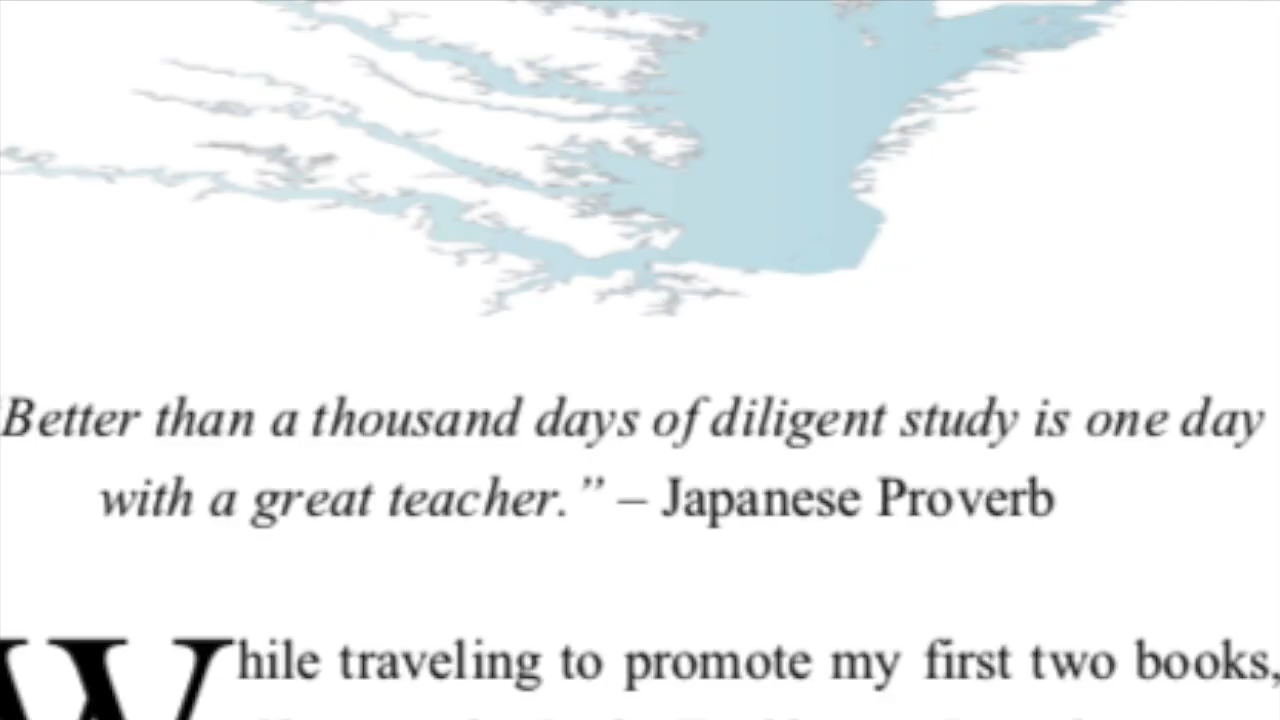 Better than a thousand days of diligent study is one day
with a great teacher.” – Japanese Proverb
While traveling to promote my first two books,